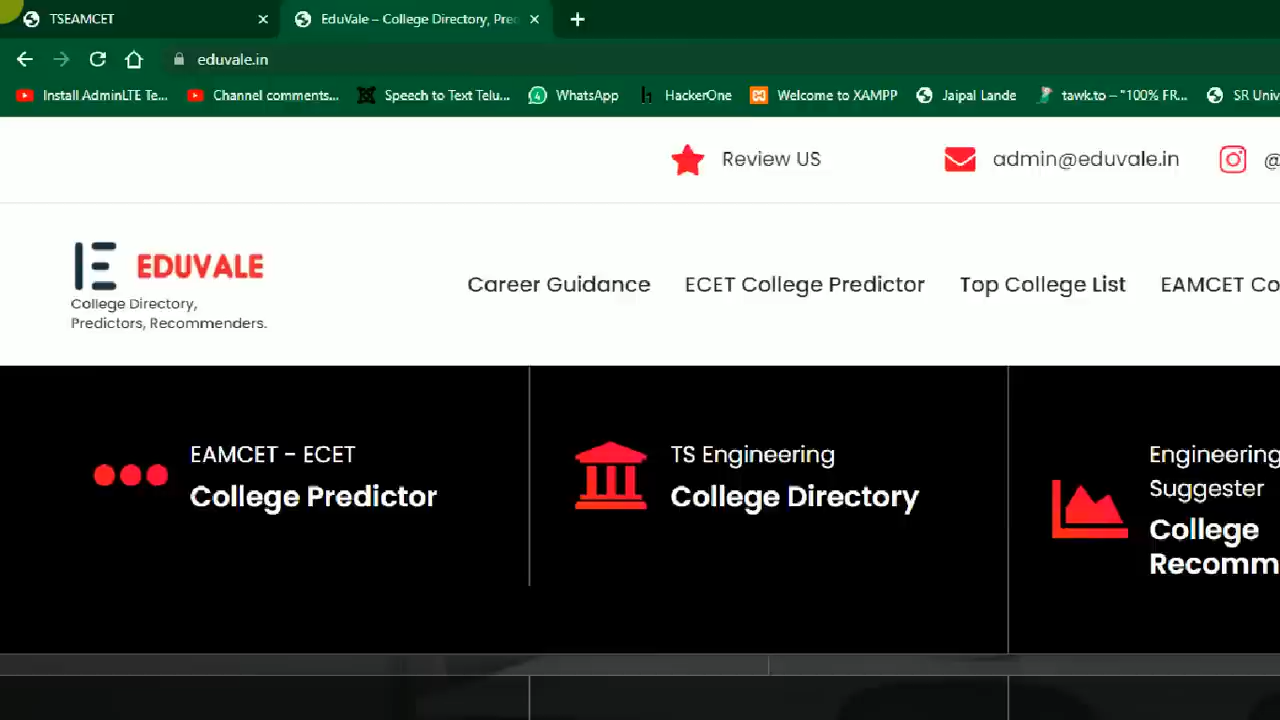 TSEAMCET
EduVale – College Directory, Pre
eduvale.in
Install AdminLTE Te...
Channel comments...
Speech to Text Telu...
WhatsApp
HackerOne
Welcome to XAMPP
Jaipal Lande
tawk.to – "100% FR...
SR Univ
Review US
admin@eduvale.in
@
EDUVALE
College Directory,
Predictors, Recommenders.
Career Guidance
ECET College Predictor
Top College List
EAMCET Co
EAMCET - ECET
College Predictor
TS Engineering
College Directory
Engineering
Suggester
College
Recomm